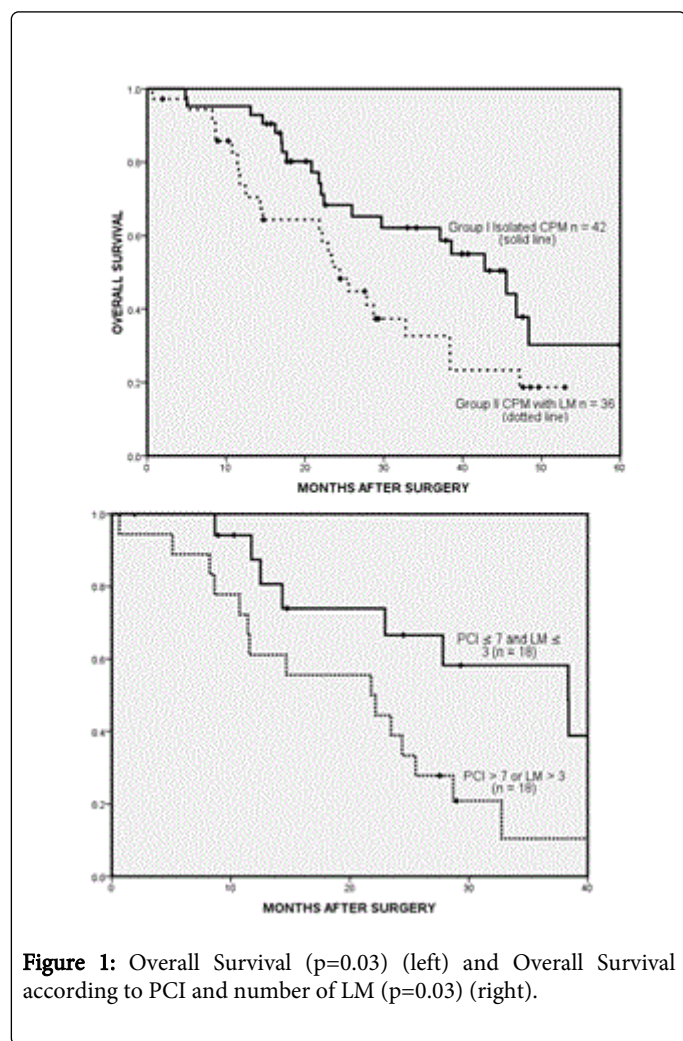 1.0
0.8
0.6
0.4
0.2
0.0
OVERALL SURVIVAL
Group I Isolated CPM n = 42
(solid line)
Group II CPM with LM n = 36
(dotted line)
0 10 20 30 40 50 60
MONTHS AFTER SURGERY
1.0
0.8
0.6
0.4
0.2
0.0
PCI ≤ 7 and LM ≤
3 (n = 18)
PCI > 7 or LM > 3
(n = 18)
0 10 20 30 40
MONTHS AFTER SURGERY
Figure 1: Overall Survival (p=0.03) (left) and Overall Survival
according to PCI and number of LM (p=0.03) (right).